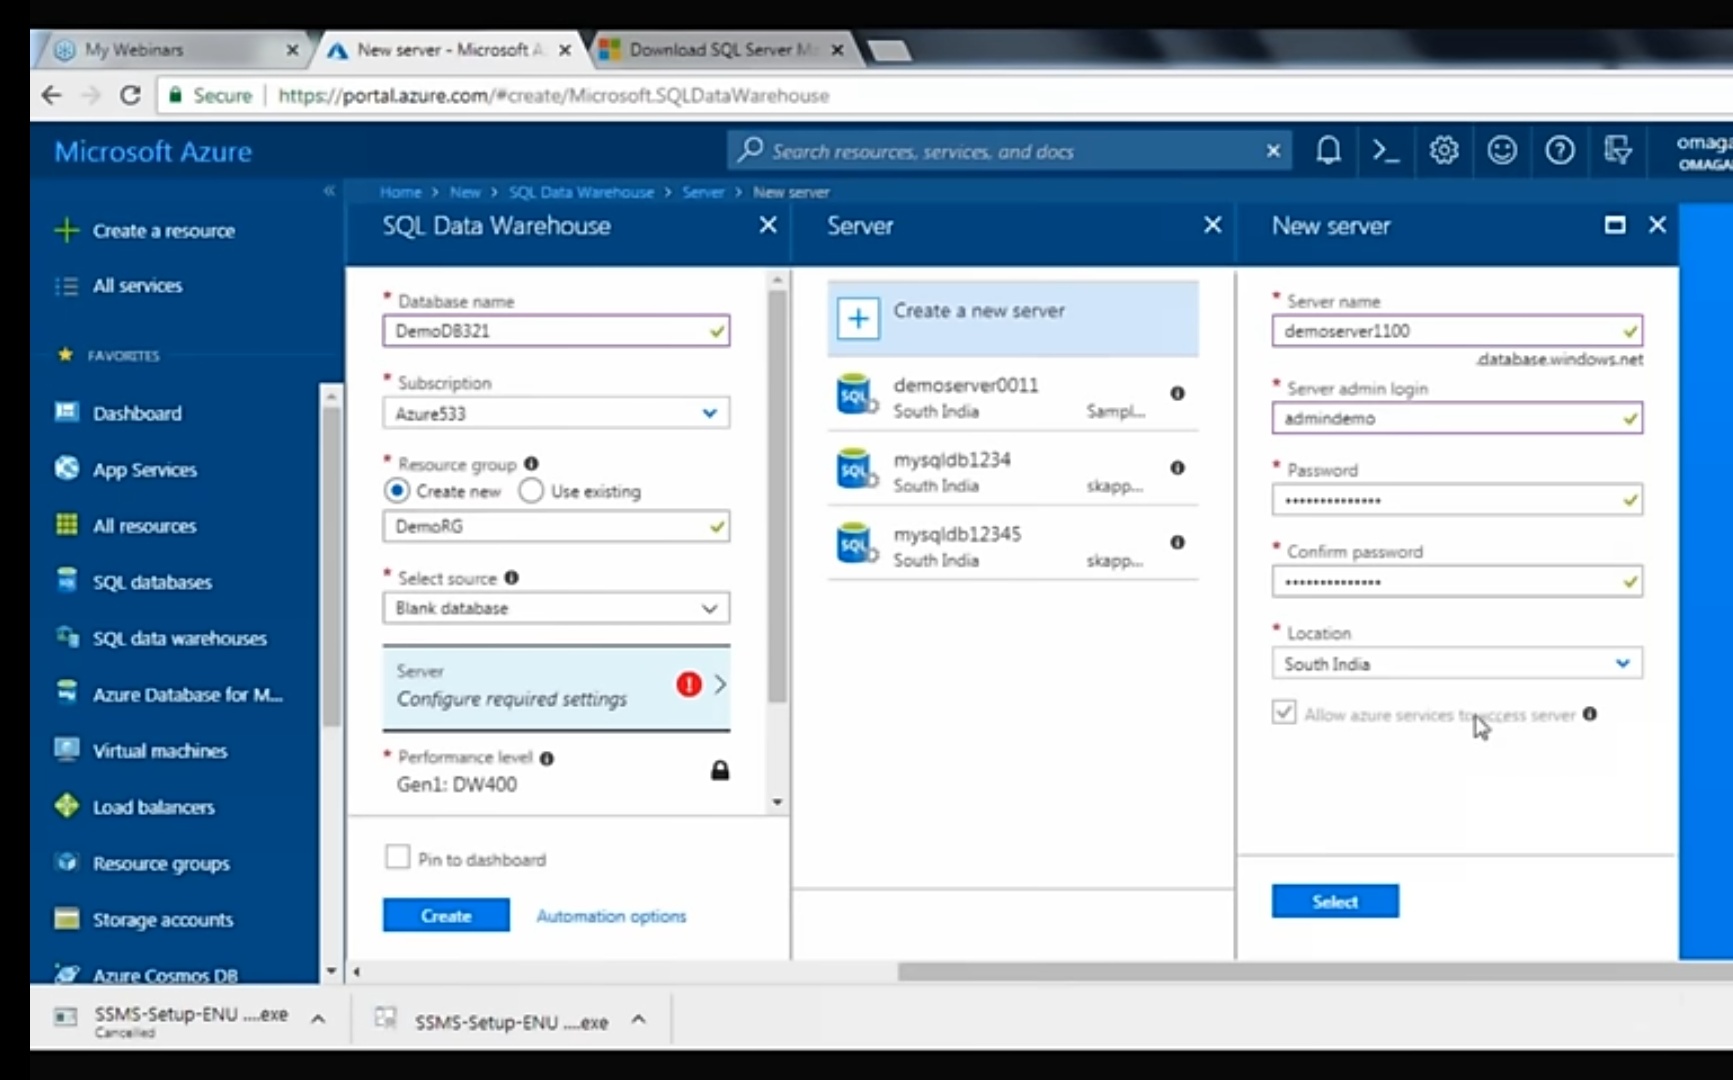 My Webinars
New server - Microsoft A
Download SQL Server M
Secure | https://portal.azure.com/#create/Microsoft.SQLDataWarehouse
Microsoft Azure
Search resources, services, and docs
omaga
OMAGA
Home > New > SQL Data Warehouse > Server > New server
Create a resource
All services
FAVORITES
Dashboard
App Services
All resources
SQL databases
SQL data warehouses
Azure Database for M...
Virtual machines
Load balancers
Resource groups
Storage accounts
Azure Cosmos DB
SQL Data Warehouse
* Database name
DemoDB321
* Subscription
Azure533
* Resource group
Create new Use existing
DemoRG
* Select source
Blank database
Server
Configure required settings
* Performance level
Gen1: DW400
Pin to dashboard
Create Automation options
Server
Create a new server
demoserver0011
South India Sampl...
mysqldb1234
South India skapp...
mysqldb12345
South India skapp...
New server
* Server name
demoserver1100
.database.windows.net
* Server admin login
admindemo
* Password
••••••••••••••
* Confirm password
••••••••••••••
* Location
South India
Allow azure services to access server
Select
SSMS-Setup-ENU ....exe
Cancelled
SSMS-Setup-ENU ....exe